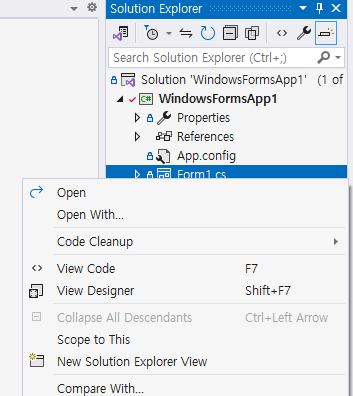 Solution Explorer
Search Solution Explorer (Ctrl+;)
Solution 'WindowsFormsApp1' (1 of
C# WindowsFormsApp1
Properties
References
App.config
Form1.cs
Open
Open With...
Code Cleanup
View Code F7
View Designer Shift+F7
Collapse All Descendants Ctrl+Left Arrow
Scope to This
New Solution Explorer View
Compare With...